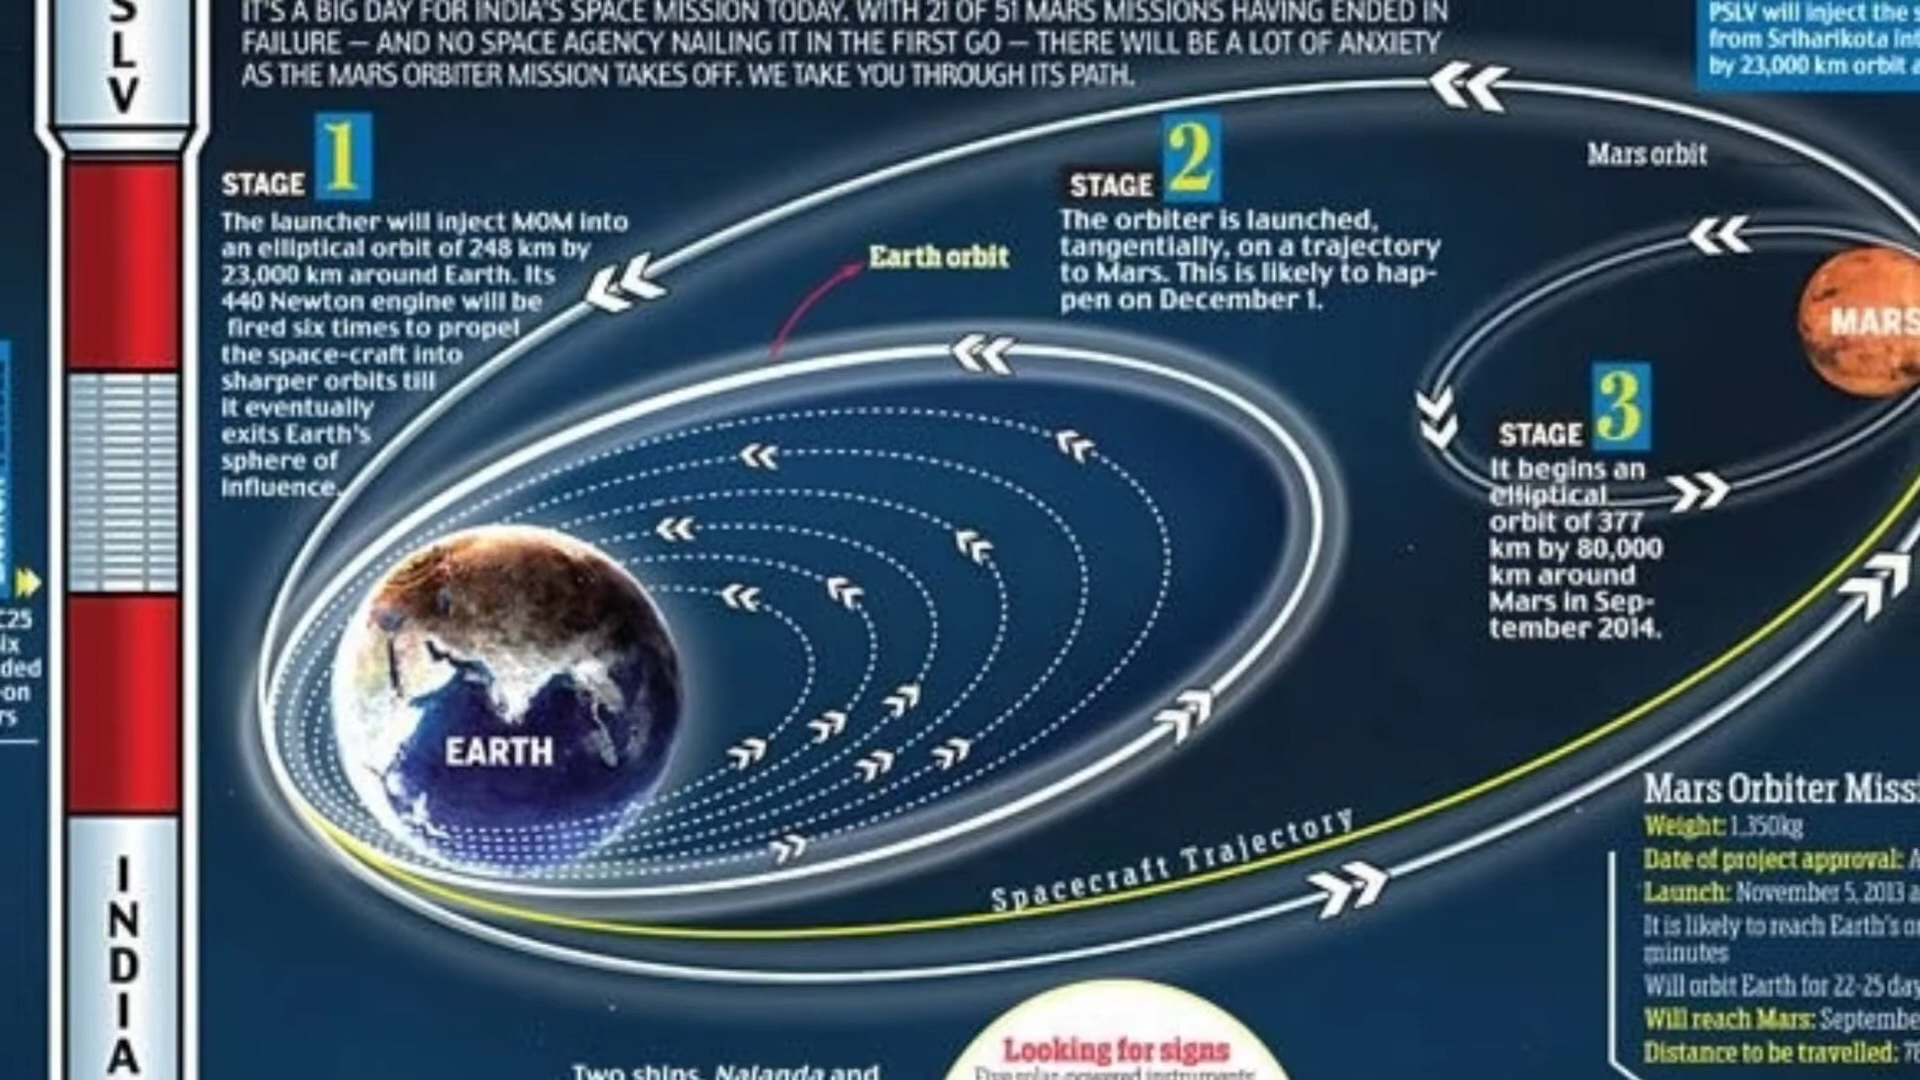 SLV
IT'S A BIG DAY FOR INDIA'S SPACE MISSION TODAY. WITH 21 OF 51 MARS MISSIONS HAVING ENDED IN
FAILURE — AND NO SPACE AGENCY NAILING IT IN THE FIRST GO — THERE WILL BE A LOT OF ANXIETY
AS THE MARS ORBITER MISSION TAKES OFF. WE TAKE YOU THROUGH ITS PATH.
PSLV will inject the
from Sriharikota
by 23,000 km orbit
STAGE 1
The launcher will inject MOM into
an elliptical orbit of 248 km by
23,000 km around Earth. Its
440 Newton engine will be
fired six times to propel
the space-craft into
sharper orbits till
it eventually
exits Earth's
sphere of
influence.
Earth orbit
STAGE 2
The orbiter is launched,
tangentially, on a trajectory
to Mars. This is likely to hap-
pen on December 1.
Mars orbit
MARS
STAGE 3
It begins an
elliptical
orbit of 377
km by 80,000
km around
Mars in Sep-
tember 2014.
EARTH
Spacecraft Trajectory
C25
INDIA
Mars Orbiter Missi
Weight: 1,350kg
Date of project approval:
Launch: November 5, 2013
It is likely to reach Earth's
minutes
Will orbit Earth for 22-25 day
Will reach Mars: Septembe
Distance to be travelled: 78
Looking for signs
Five solar-powered instruments
Two ships, Nalanda and